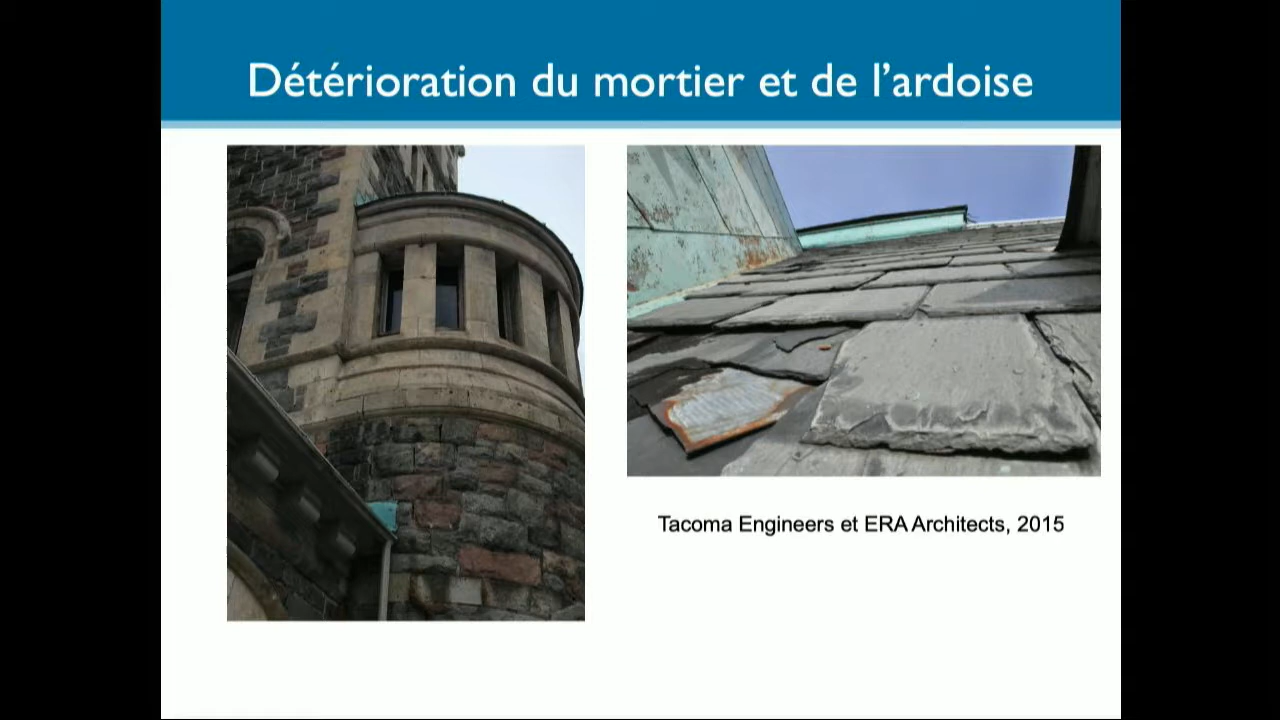 Détérioration du mortier et de l’ardoise
Tacoma Engineers et ERA Architects, 2015